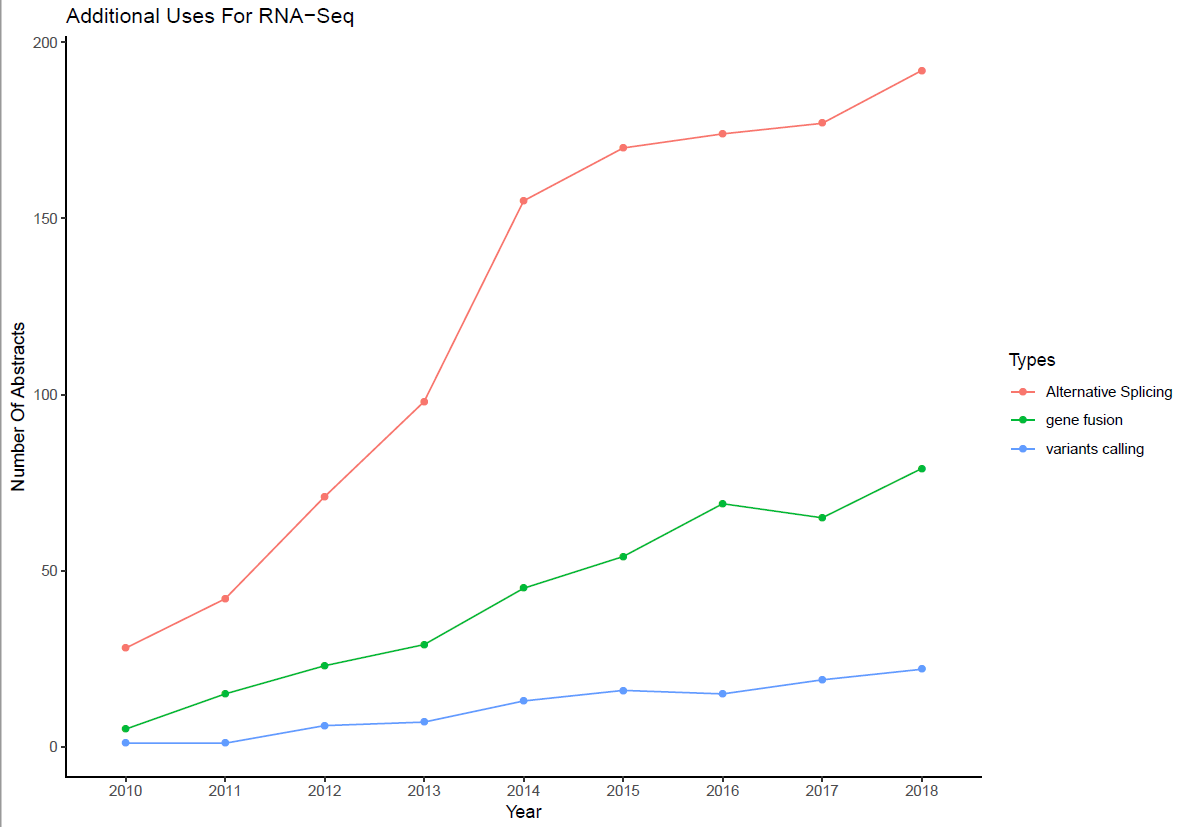 Additional Uses For RNA−Seq
200
150
100
50
0
Number Of Abstracts
2010 2011 2012 2013 2014 2015 2016 2017 2018
Year
Types
Alternative Splicing
gene fusion
variants calling